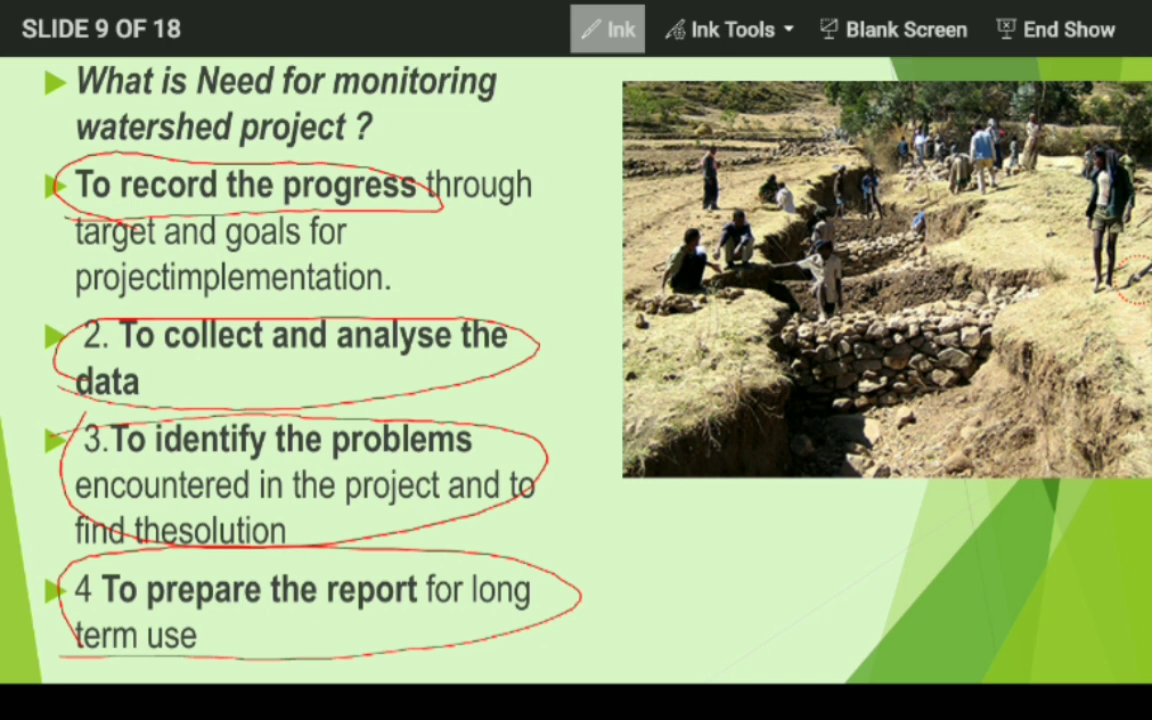 SLIDE 9 OF 18
Ink
Ink Tools
Blank Screen
End Show
What is Need for monitoring
watershed project ?
To record the progress through
target and goals for
projectimplementation.
2. To collect and analyse the
data
3.To identify the problems
encountered in the project and to
find thesolution
4 To prepare the report for long
term use